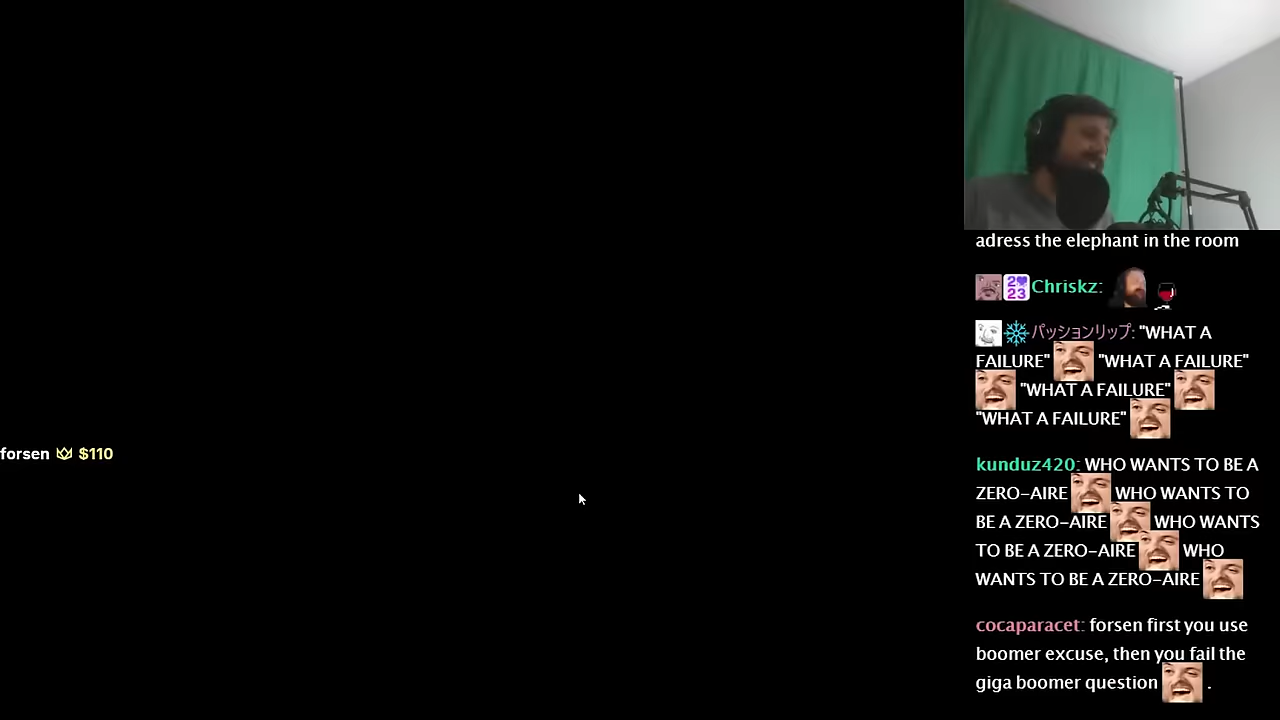 adress the elephant in the room
2023 Chriskz:
パッションリップ: "WHAT A
FAILURE" "WHAT A FAILURE"
"WHAT A FAILURE"
"WHAT A FAILURE"
forsen $110
kunduz420: WHO WANTS TO BE A
ZERO-AIRE WHO WANTS TO
BE A ZERO-AIRE WHO WANTS
TO BE A ZERO-AIRE WHO
WANTS TO BE A ZERO-AIRE
cocaparacet: forsen first you use
boomer excuse, then you fail the
giga boomer question .